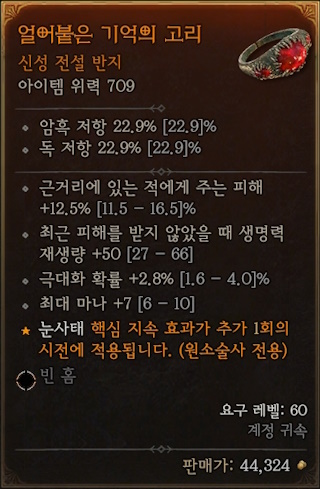 얼어붙은 기억의 고리
신성 전설 반지
아이템 위력 709
암흑 저항 22.9% [22.9]%
독 저항 22.9% [22.9]%
근거리에 있는 적에게 주는 피해
+12.5% [11.5 – 16.5]%
최근 피해를 받지 않았을 때 생명력
재생량 +50 [27 – 66]
극대화 확률 +2.8% [1.6 – 4.0]%
최대 마나 +7 [6 – 10]
눈사태 핵심 지속 효과가 추가 1회의
시전에 적용됩니다. (원소술사 전용)
빈 홈
요구 레벨: 60
계정 귀속
판매가: 44,324